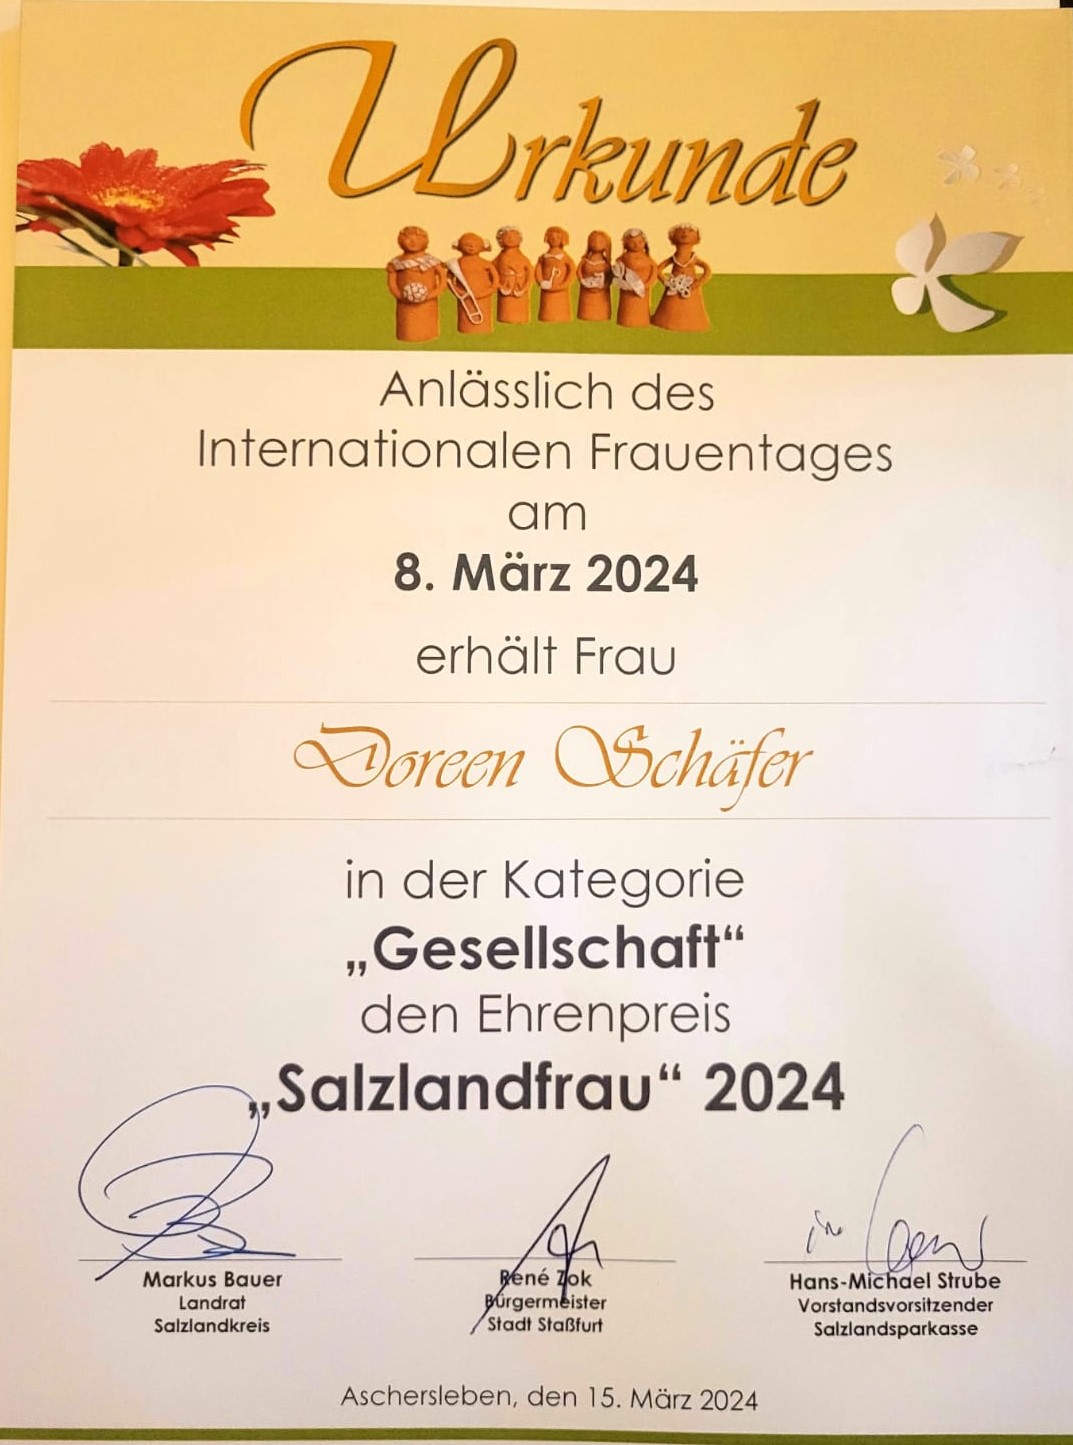 Urkunde
Anlässlich des
Internationalen Frauentages
am
8. März 2024
erhält Frau
Doreen Schäfer
in der Kategorie
„Gesellschaft“
den Ehrenpreis
„Salzlandfrau“ 2024
Markus Bauer
Landrat
Salzlandkreis
René Zok
Bürgermeister
Stadt Staßfurt
Hans-Michael Strube
Vorstandsvorsitzender
Salzlandsparkasse
Aschersleben, den 15. März 2024